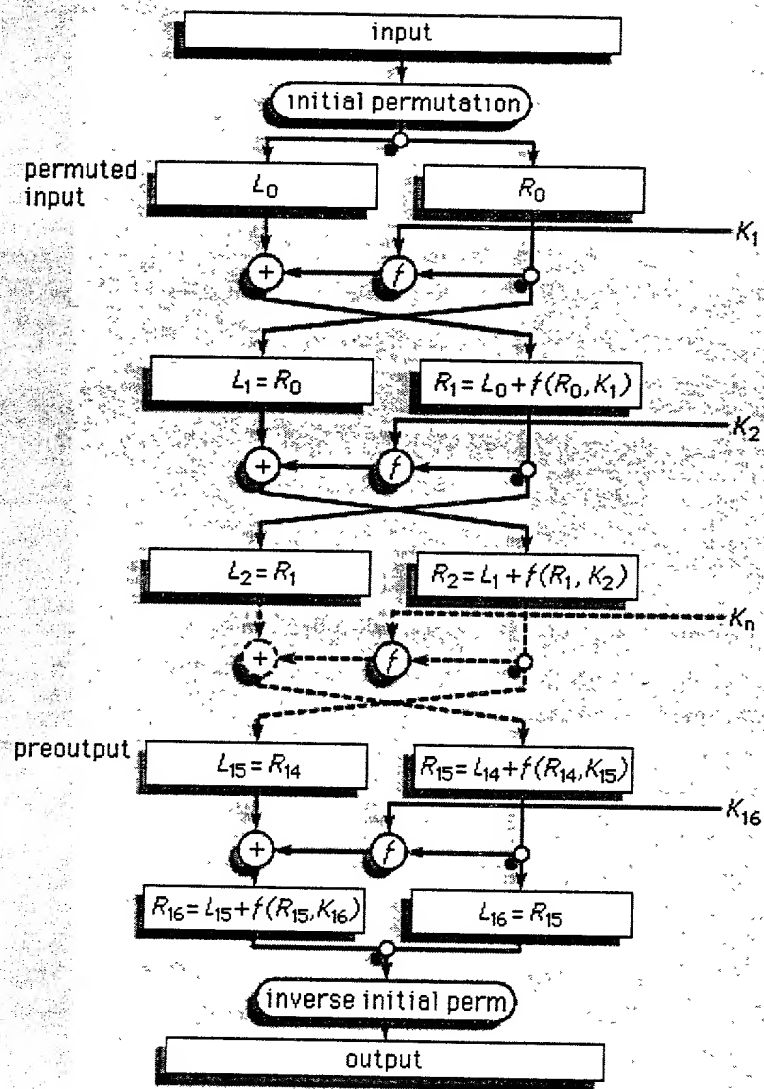 input
initial permutation
permuted
input
L₀
R₀
K₁
+
f
L₁ = R₀
R₁ = L₀ + f(R₀, K₁)
K₂
+
f
L₂ = R₁
R₂ = L₁ + f(R₁, K₂)
Kₙ
+
f
preoutput
L₁₅ = R₁₄
R₁₅ = L₁₄ + f(R₁₄, K₁₅)
K₁₆
+
f
R₁₆ = L₁₅ + f(R₁₅, K₁₆)
L₁₆ = R₁₅
inverse initial perm
output